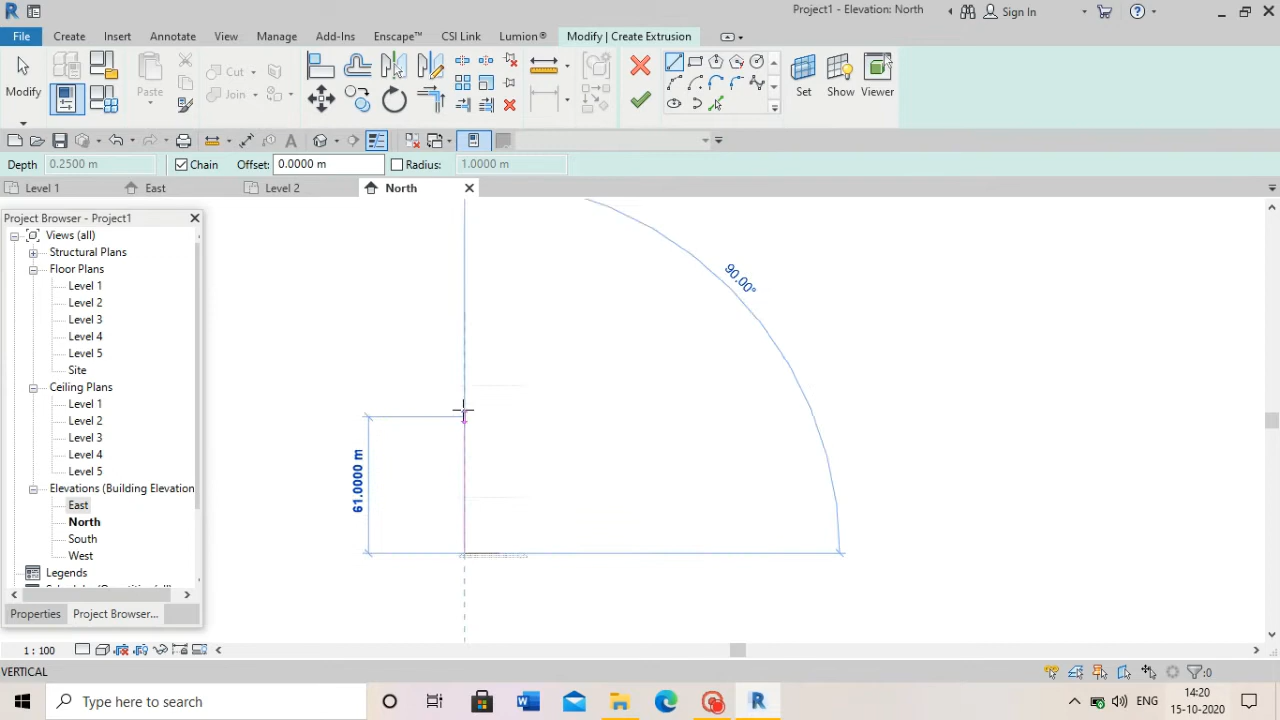 Project1 - Elevation: North
Sign In
File
Create
Insert
Annotate
View
Manage
Add-Ins
Enscape™
CSI Link
Lumion®
Modify | Create Extrusion
Modify
Paste
Cut
Join
Set
Show
Viewer
Depth
0.2500 m
Chain
Offset:
0.0000 m
Radius:
1.0000 m
Level 1
East
Level 2
North
Project Browser - Project1
Views (all)
Structural Plans
Floor Plans
Level 1
Level 2
Level 3
Level 4
Level 5
Site
Ceiling Plans
Level 1
Level 2
Level 3
Level 4
Level 5
Elevations (Building Elevation
East
North
South
West
Legends
Properties
Project Browser...
90.00°
61.0000 m
1 : 100
VERTICAL
:0
Type here to search
ENG
14:20
15-10-2020